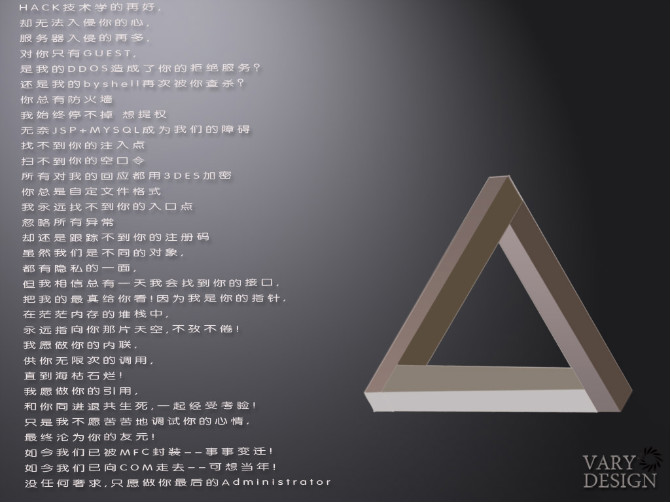 HACK技术学的再好,
却无法入侵你的心,
服务器入侵的再多,
对你只有GUEST,
是我的DDOS造成了你的拒绝服务?
还是我的byshell再次被你查杀?
你总有防火墙
我始终停不掉 想提权
无奈JSP+MYSQL成为我们的障碍
找不到你的注入点
扫不到你的空口令
所有对我的回应都用3DES加密
你总是自定文件格式
我永远找不到你的入口点
忽略所有异常
却还是跟踪不到你的注册码
虽然我们是不同的对象,
都有隐私的一面,
但我相信总有一天我会找到你的接口,
把我的最真给你看!因为我是你的指针,
在茫茫内存的堆栈中,
永远指向你那片天空,不孜不倦!
我愿做你的内联,
供你无限次的调用,
直到海枯石烂!
我愿做你的引用,
和你同进退共生死,一起经受考验!
只是我不愿苦苦地调试你的心情,
最终沦为你的友元!
如今我们已被MFC封装--事事变迁!
如今我们已向COM走去--可想当年!
没任何奢求,只愿做你最后的Administrator
VARY
DESIGN